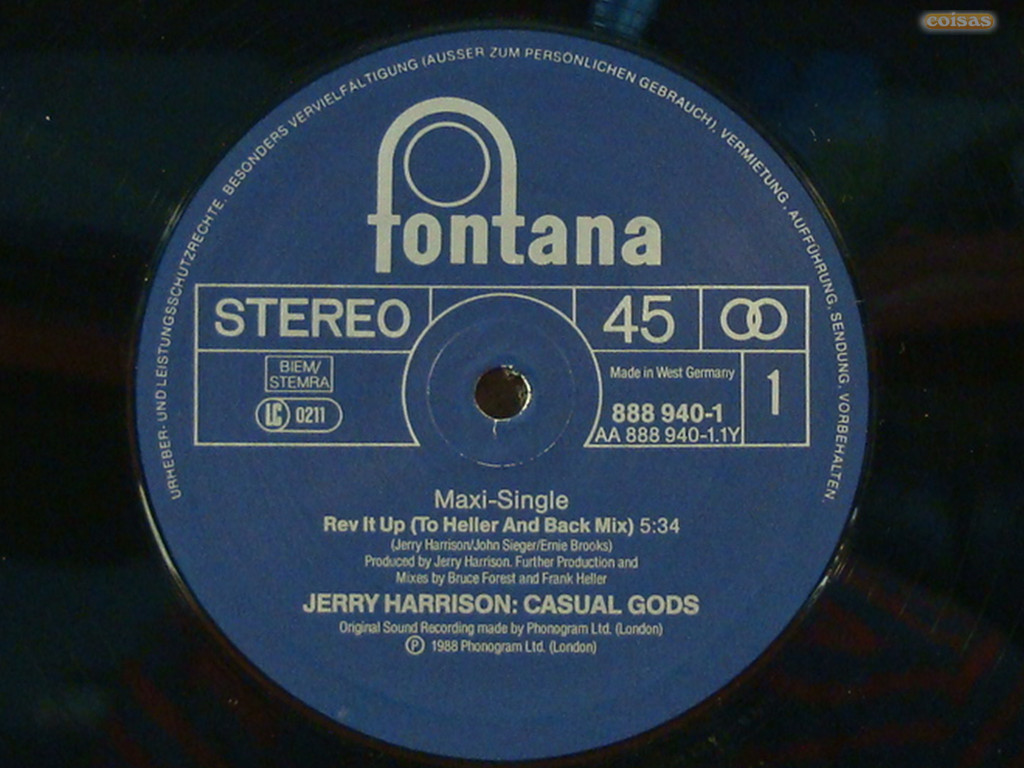 coisas
URHEBER- UND LEISTUNGSSCHUTZRECHTE, BESONDERS VERVIELFÄLTIGUNG (AUSSER ZUM PERSÖNLICHEN GEBRAUCH), VERMIETUNG, AUFFÜHRUNG, SENDUNG, VORBEHALTEN.
fontana
STEREO
45
BIEM/
STEMRA
LC 0211
Made in West Germany
888 940-1
AA 888 940-1.1Y
1
Maxi-Single
Rev It Up (To Heller And Back Mix) 5:34
(Jerry Harrison/John Sieger/Ernie Brooks)
Produced by Jerry Harrison. Further Production and
Mixes by Bruce Forest and Frank Heller
JERRY HARRISON: CASUAL GODS
Original Sound Recording made by Phonogram Ltd. (London)
Ⓟ 1988 Phonogram Ltd. (London)